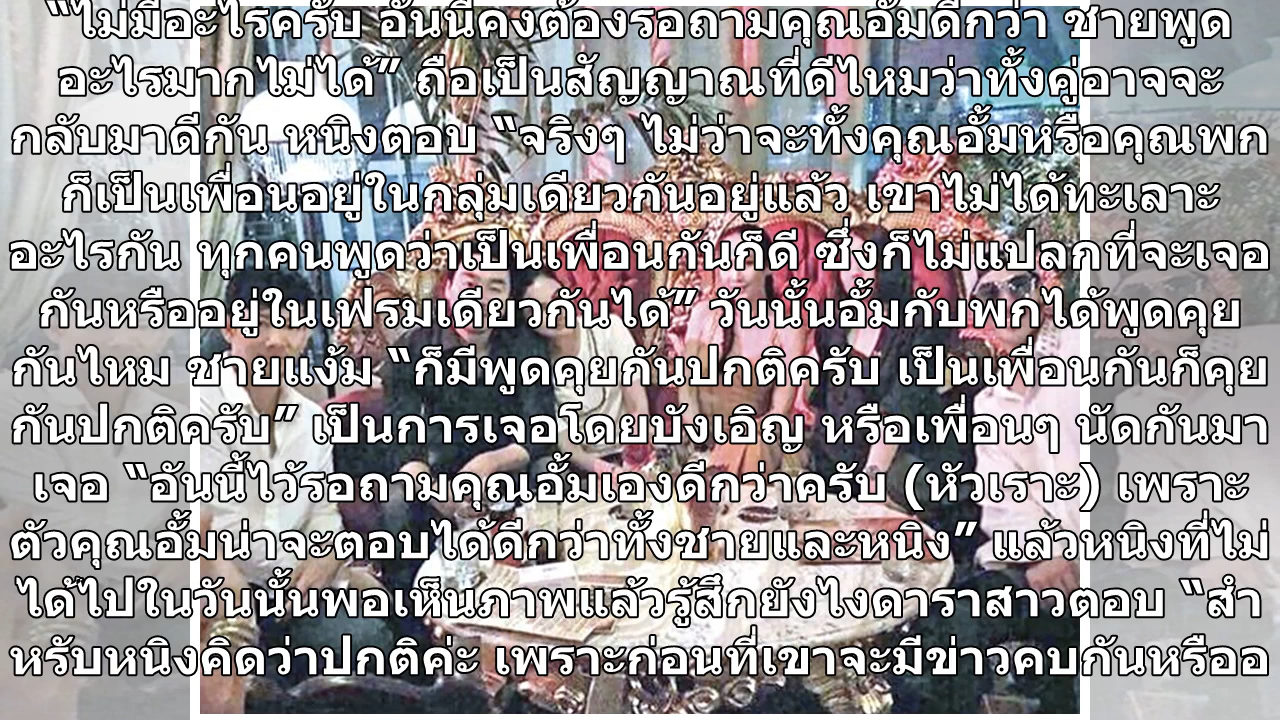 “ไม่มีอะไรครับ อันนี้คงต้องรอถามคุณอั้มดีกว่า ชายพูด
อะไรมากไม่ได้” ถือเป็นสัญญาณที่ดีไหมว่าทั้งคู่อาจจะ
กลับมาดีกัน หนิงตอบ “จริงๆ ไม่ว่าจะทั้งคุณอั้มหรือคุณพก
ก็เป็นเพื่อนอยู่ในกลุ่มเดียวกันอยู่แล้ว เขาไม่ได้ทะเลาะ
อะไรกัน ทุกคนพูดว่าเป็นเพื่อนกันก็ดี ซึ่งก็ไม่แปลกที่จะเจอ
กันหรืออยู่ในเฟรมเดียวกันได้” วันนั้นอั้มกับพกได้พูดคุย
กันไหม ชายแง้ม “ก็มีพูดคุยกันปกติครับ เป็นเพื่อนกันก็คุย
กันปกติครับ” เป็นการเจอโดยบังเอิญ หรือเพื่อนๆ นัดกันมา
เจอ “อันนี้ไว้รอถามคุณอั้มเองดีกว่าครับ (หัวเราะ) เพราะ
ตัวคุณอั้มน่าจะตอบได้ดีกว่าทั้งชายและหนิง” แล้วหนิงที่ไม่
ได้ไปในวันนั้นพอเห็นภาพแล้วรู้สึกยังไงดาราสาวตอบ “สำ
หรับหนิงคิดว่าปกติค่ะ เพราะก่อนที่เขาจะมีข่าวคบกันหรืออ